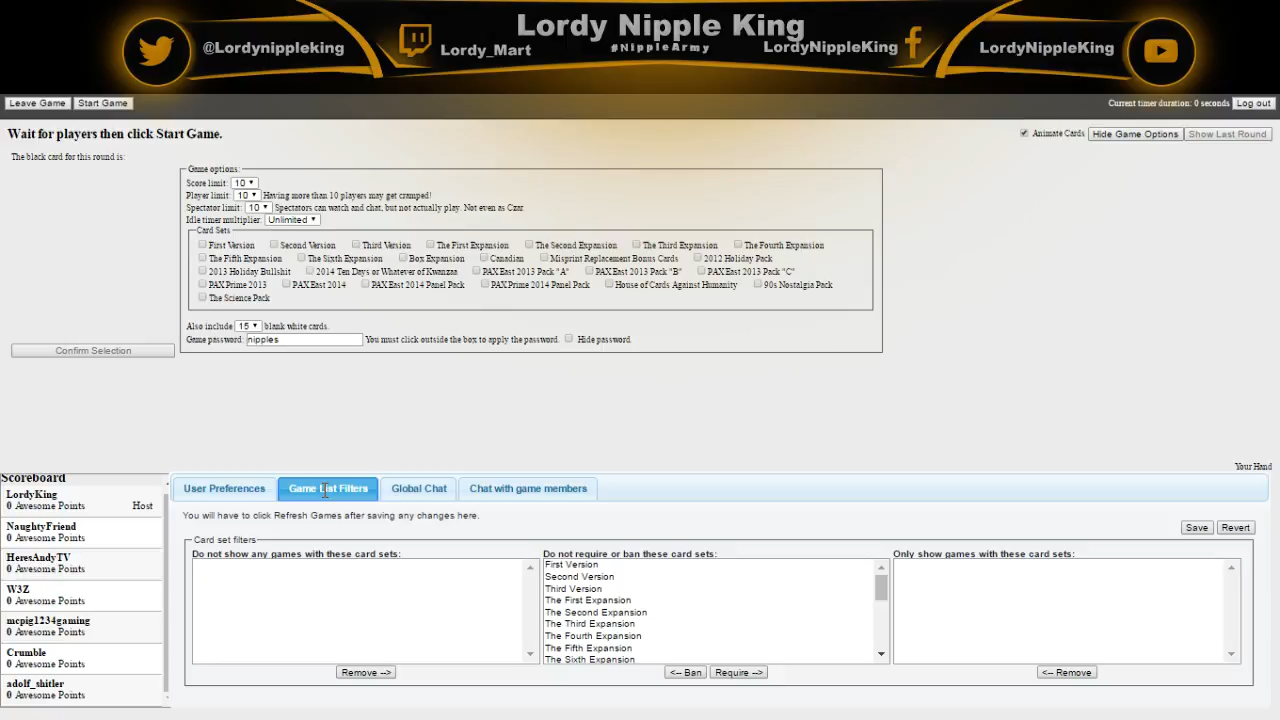 Lordy Nipple King
@Lordynippleking Lordy_Mart #NippleArmy LordyNippleKing LordyNippleKing
Leave Game Start Game Current timer duration: 0 seconds Log out
Wait for players then click Start Game. Animate Cards Hide Game Options Show Last Round
The black card for this round is:
Game options:
Score limit: 10
Player limit: 10 Having more than 10 players may get cramped!
Spectator limit: 10 Spectators can watch and chat, but not actually play. Not even as Czar
Idle timer multiplier: Unlimited
Card Sets
First Version Second Version Third Version The First Expansion The Second Expansion The Third Expansion The Fourth Expansion
The Fifth Expansion The Sixth Expansion Box Expansion Canadian Misprint Replacement Bonus Cards 2012 Holiday Pack
2013 Holiday Bullshit 2014 Ten Days or Whatever of Kwanzaa PAX East 2013 Pack "A" PAX East 2013 Pack "B" PAX East 2013 Pack "C"
PAX Prime 2013 PAX East 2014 PAX East 2014 Panel Pack PAX Prime 2014 Panel Pack House of Cards Against Humanity 90s Nostalgia Pack
The Science Pack
Also include 15 blank white cards.
Game password: nipples You must click outside the box to apply the password. Hide password.
Confirm Selection
Your Hand
Scoreboard
LordyKing
0 Awesome Points Host
NaughtyFriend
0 Awesome Points
HeresAndyTV
0 Awesome Points
W3Z
0 Awesome Points
mcpig1234gaming
0 Awesome Points
Crumble
0 Awesome Points
adolf_shitler
0 Awesome Points
User Preferences Game List Filters Global Chat Chat with game members
You will have to click Refresh Games after saving any changes here.
Save Revert
Card set filters
Do not show any games with these card sets: Do not require or ban these card sets: Only show games with these card sets:
First Version
Second Version
Third Version
The First Expansion
The Second Expansion
The Third Expansion
The Fourth Expansion
The Fifth Expansion
The Sixth Expansion
Remove --> <-- Ban Require --> <-- Remove